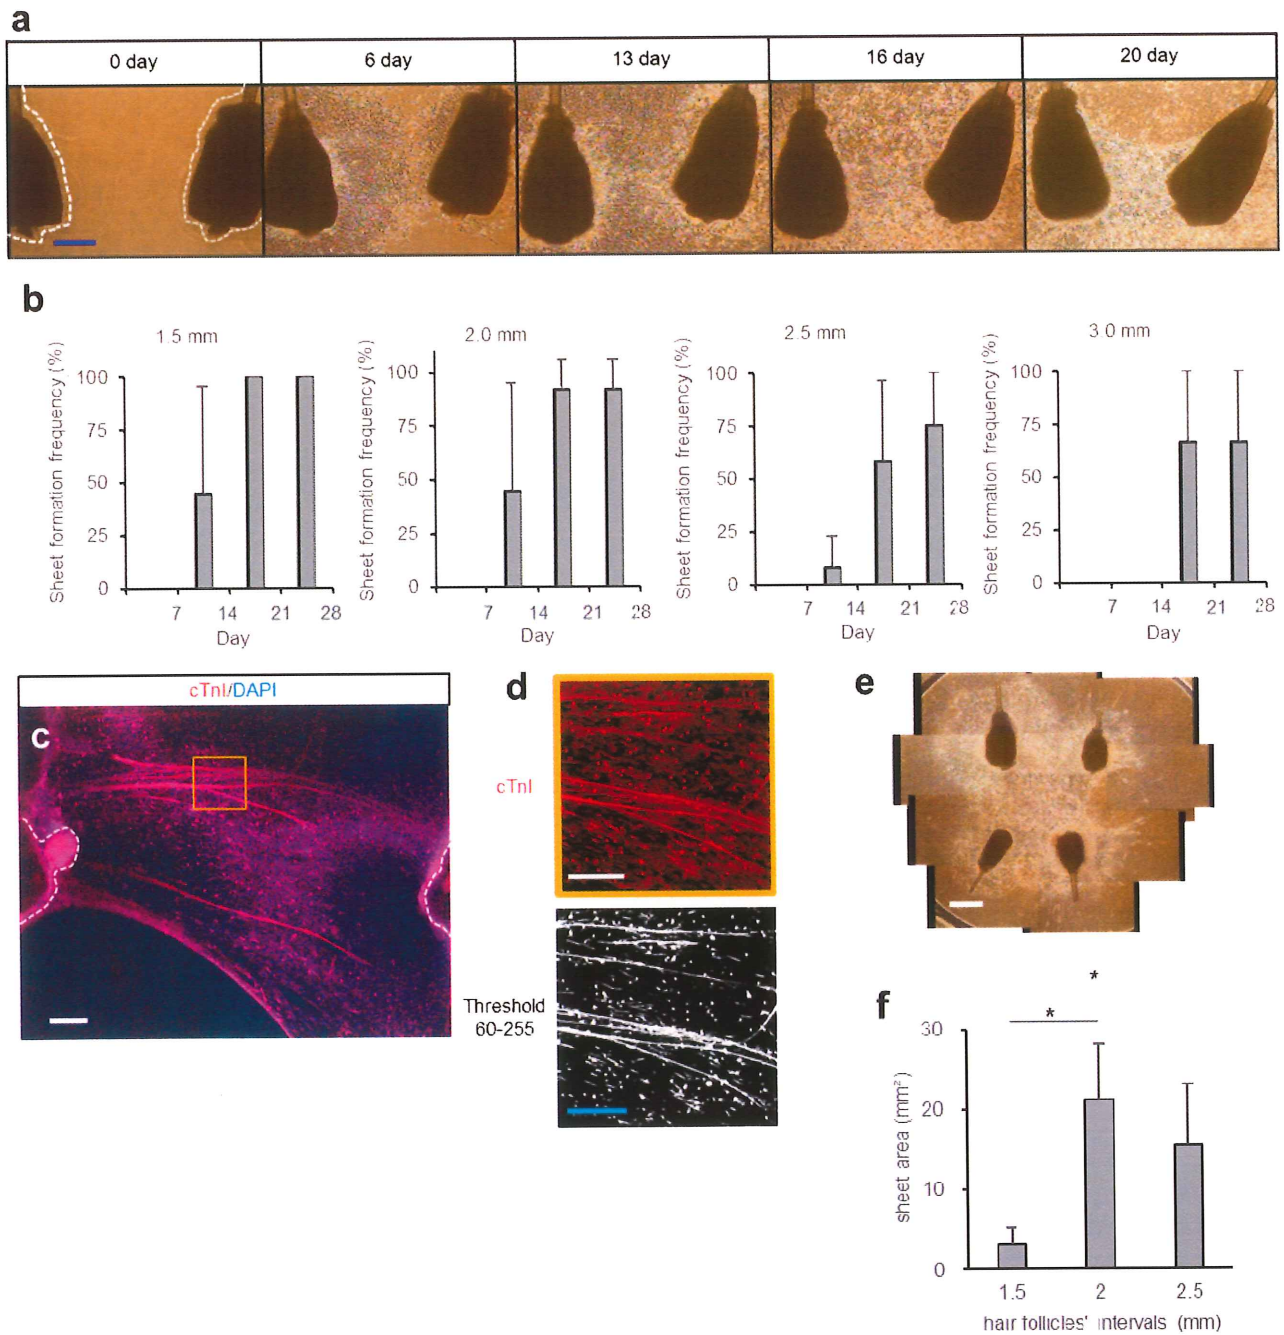 a
0 day
6 day
13 day
16 day
20 day
b
1.5 mm
Sheet formation frequency (%)
100
75
50
25
0
7 14 21 28
Day
2.0 mm
Sheet formation frequency (%)
100
75
50
25
0
7 14 21 28
Day
2.5 mm
Sheet formation frequency (%)
100
75
50
25
0
7 14 21 28
Day
3.0 mm
Sheet formation frequency (%)
100
75
50
25
0
7 14 21 28
Day
cTnI/DAPI
c
d
cTnI
Threshold
60-255
e
f
*
*
sheet area (mm²)
30
20
10
0
1.5 2 2.5
hair follicles' intervals (mm)